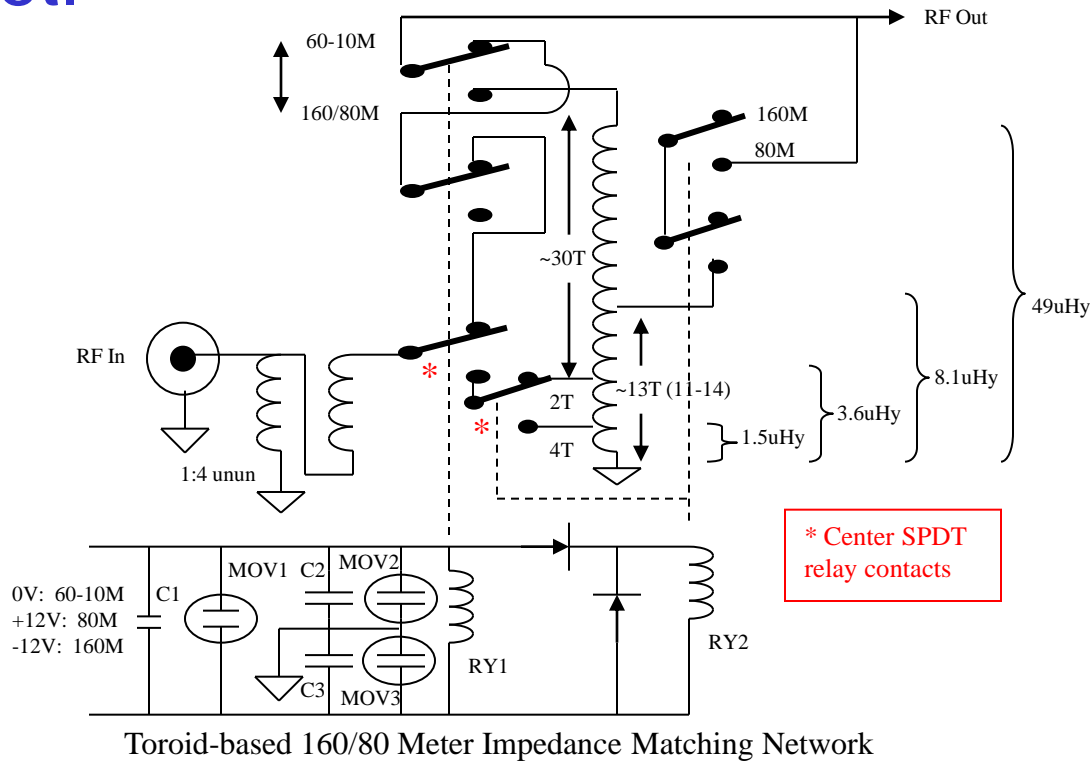 RF Out
60-10M
160/80M
160M
80M
~30T
49uHy
RF In
*
~13T (11-14)
8.1uHy
2T
3.6uHy
*
4T
1.5uHy
1:4 unun
* Center SPDT
relay contacts
MOV1
C2
MOV2
0V: 60-10M
+12V: 80M
-12V: 160M
C1
RY1
RY2
C3
MOV3
Toroid-based 160/80 Meter Impedance Matching Network